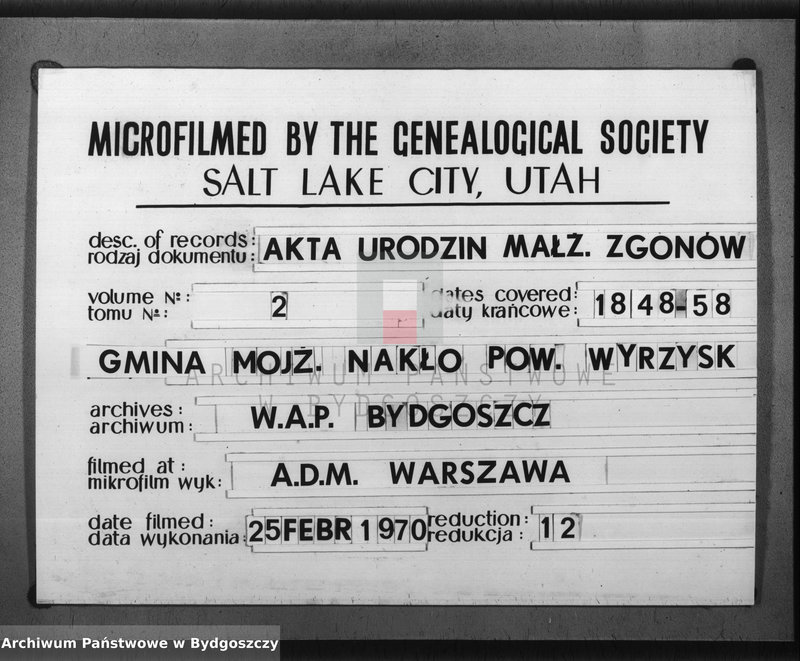 MICROFILMED BY THE GENEALOGICAL SOCIETY
SALT LAKE CITY, UTAH
desc. of records:
rodzaj dokumentu:
AKTA URODZIN MAŁŻ. ZGONÓW
volume №:
tomu №:
2
dates covered:
daty krańcowe:
1848-58
GMINA MOJŻ. NAKŁO POW. WYRZYSK
ARCHIWUM PAŃSTWOWE
W BYDGOSZCZY
archives:
archiwum:
W.A.P. BYDGOSZCZ
filmed at:
mikrofilm wyk:
A.D.M. WARSZAWA
date filmed:
data wykonania:
25FEBR 1970
reduction:
redukcja:
12
Archiwum Państwowe w Bydgoszczy